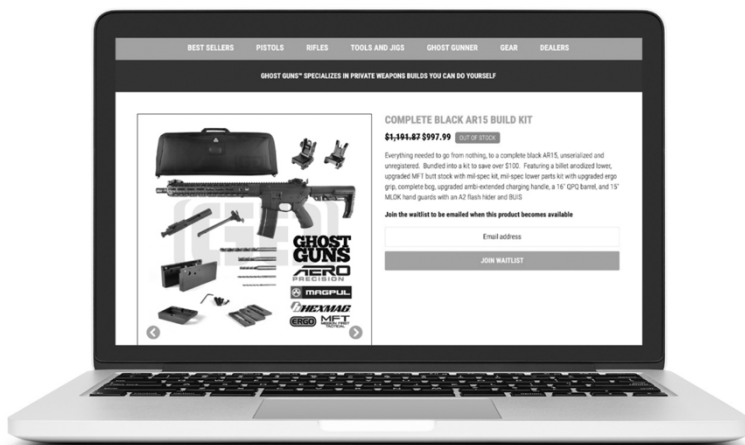 BEST SELLERS PISTOLS RIFLES TOOLS AND JIGS GHOST GUNNER GEAR DEALERS
GHOST GUNS™ SPECIALIZES IN PRIVATE WEAPONS BUILDS YOU CAN DO YOURSELF
COMPLETE BLACK AR15 BUILD KIT
$1,191.87 $997.99 OUT OF STOCK
Everything needed to go from nothing, to a complete black AR15, unserialized and
unregistered. Bundled into a kit to save over $100. Featuring a billet anodized lower,
upgraded MFT butt stock with mil-spec kit, mil-spec lower parts kit with upgraded ergo
grip, complete bcg, upgraded ambi-extended charging handle, a 16" QPQ barrel, and 15"
MLOK hand guards with an A2 flash hider and BUIS
Join the waitlist to be emailed when this product becomes available
Email address
JOIN WAITLIST
GHOST
GUNS
AERO
PRECISION
MAGPUL
HEXMAG
ERGO MFT
MISSION FIRST
TACTICAL